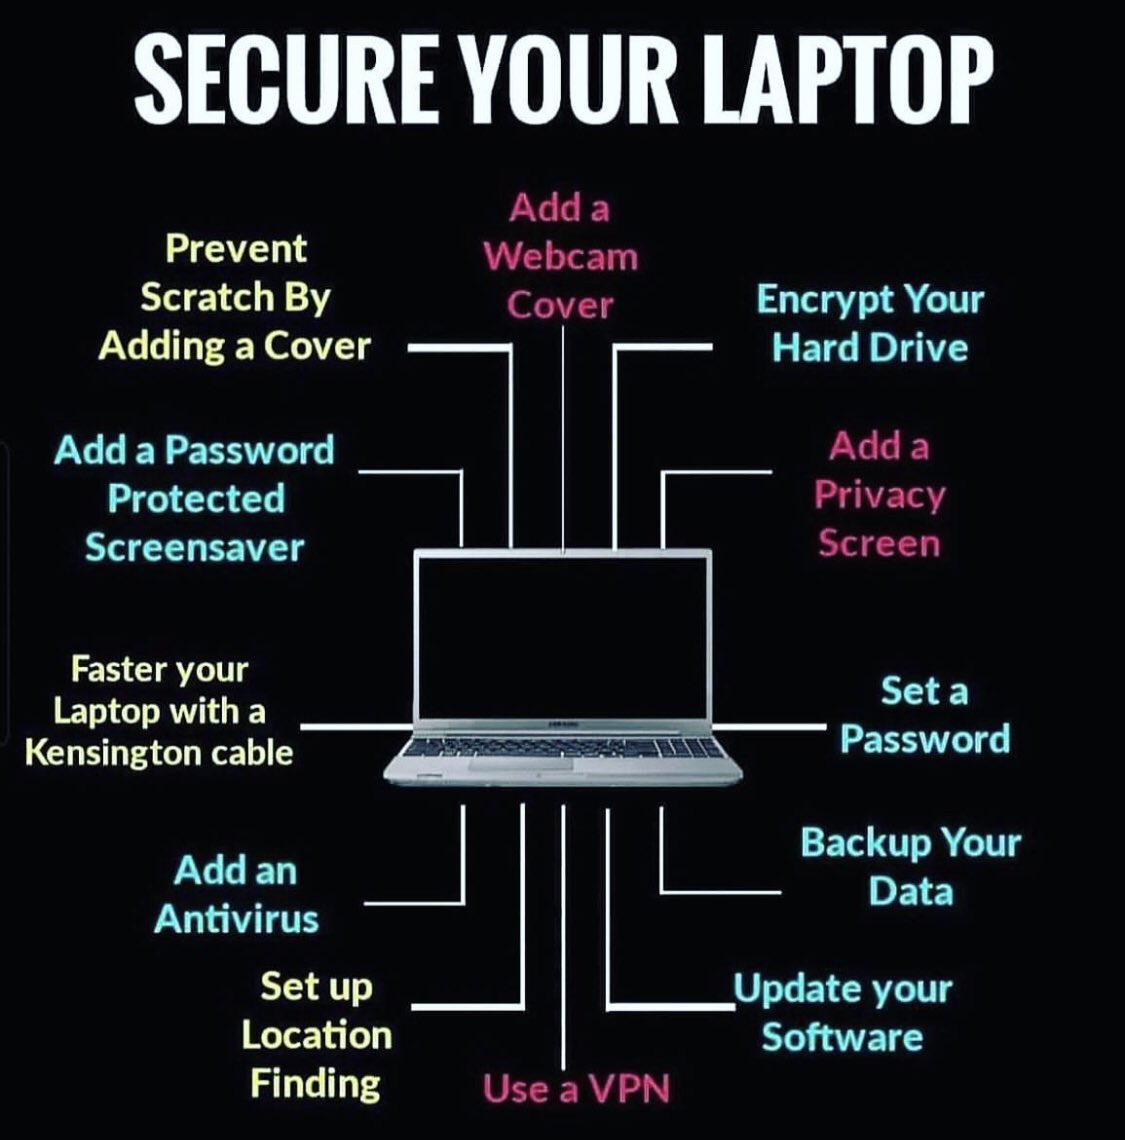 SECURE YOUR LAPTOP
Add a
Webcam
Cover
Prevent
Scratch By
Adding a Cover
Encrypt Your
Hard Drive
Add a Password
Protected
Screensaver
Add a
Privacy
Screen
Faster your
Laptop with a
Kensington cable
Set a
Password
Add an
Antivirus
Backup Your
Data
Set up
Location
Finding
Update your
Software
Use a VPN